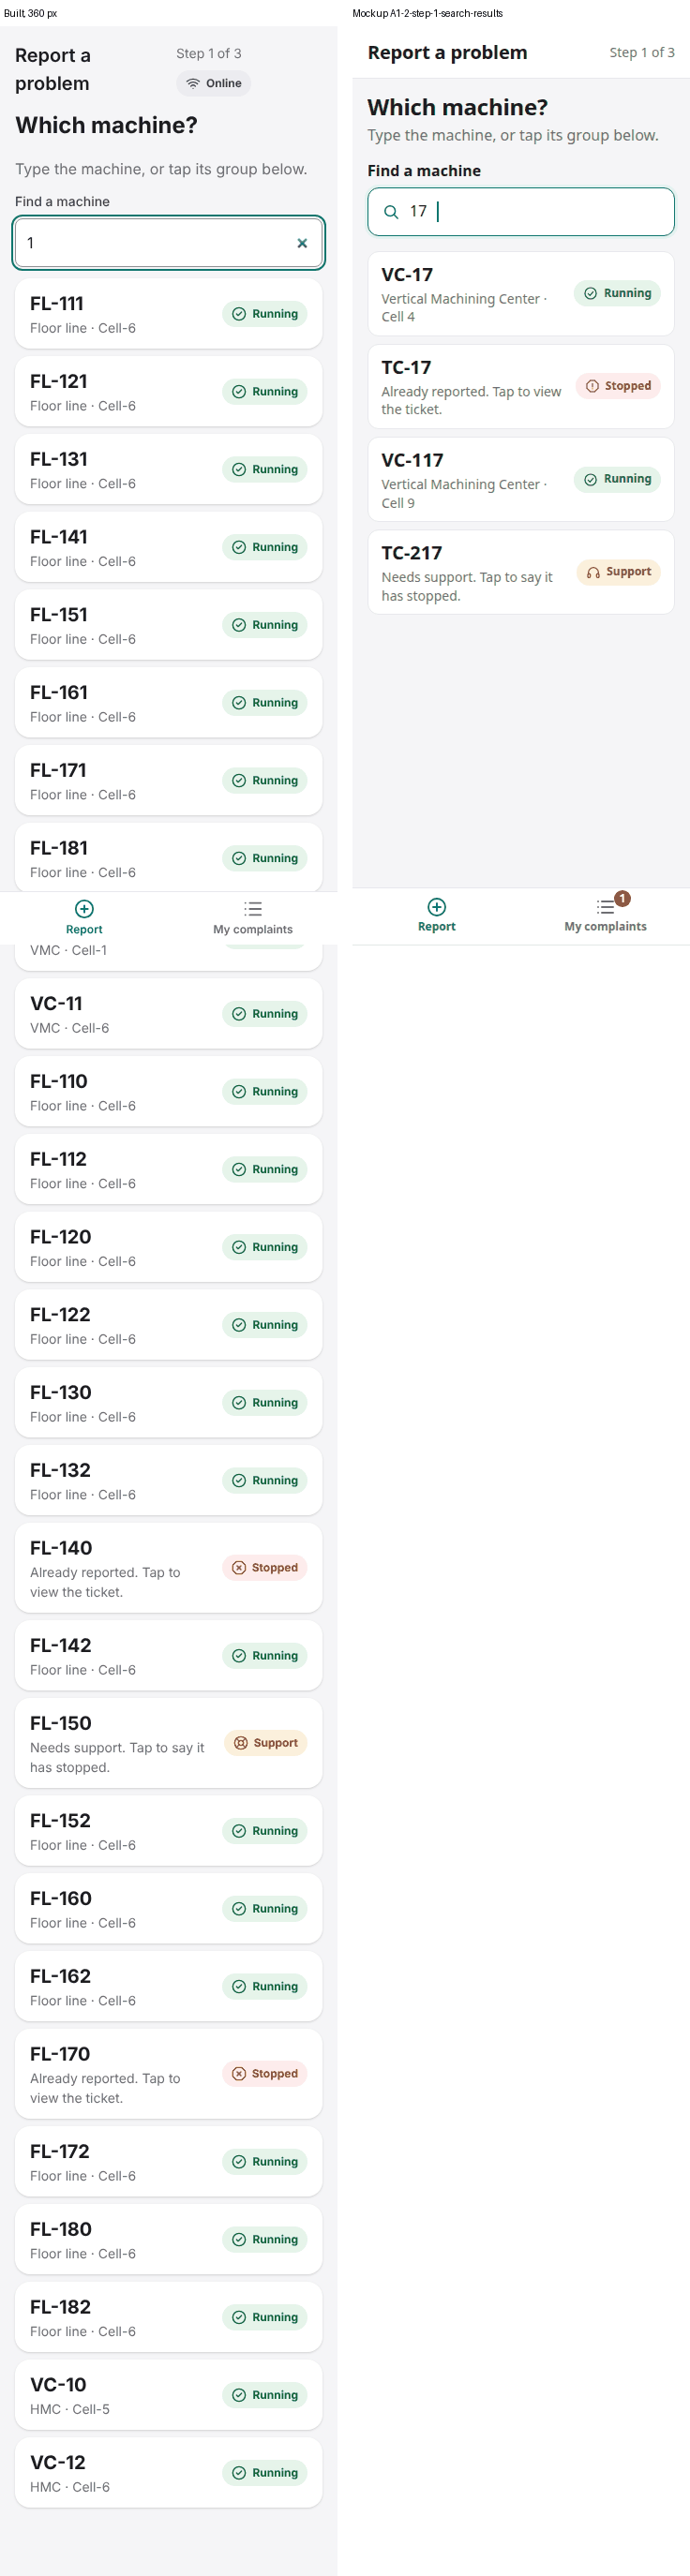 Built, 360 px
Report a
problem
Step 1 of 3
Online
Which machine?
Type the machine, or tap its group below.
Find a machine
1
FL-111
Floor line · Cell-6
Running
FL-121
Floor line · Cell-6
Running
FL-131
Floor line · Cell-6
Running
FL-141
Floor line · Cell-6
Running
FL-151
Floor line · Cell-6
Running
FL-161
Floor line · Cell-6
Running
FL-171
Floor line · Cell-6
Running
FL-181
Floor line · Cell-6
Running
Report
My complaints
VMC · Cell-1
VC-11
VMC · Cell-6
Running
FL-110
Floor line · Cell-6
Running
FL-112
Floor line · Cell-6
Running
FL-120
Floor line · Cell-6
Running
FL-122
Floor line · Cell-6
Running
FL-130
Floor line · Cell-6
Running
FL-132
Floor line · Cell-6
Running
FL-140
Already reported. Tap to
view the ticket.
Stopped
FL-142
Floor line · Cell-6
Running
FL-150
Needs support. Tap to say it
has stopped.
Support
FL-152
Floor line · Cell-6
Running
FL-160
Floor line · Cell-6
Running
FL-162
Floor line · Cell-6
Running
FL-170
Already reported. Tap to
view the ticket.
Stopped
FL-172
Floor line · Cell-6
Running
FL-180
Floor line · Cell-6
Running
FL-182
Floor line · Cell-6
Running
VC-10
HMC · Cell-5
Running
VC-12
HMC · Cell-6
Running
Mockup A1-2-step-1-search-results
Report a problem
Step 1 of 3
Which machine?
Type the machine, or tap its group below.
Find a machine
17
VC-17
Vertical Machining Center ·
Cell 4
Running
TC-17
Already reported. Tap to view
the ticket.
Stopped
VC-117
Vertical Machining Center ·
Cell 9
Running
TC-217
Needs support. Tap to say it
has stopped.
Support
Report
1
My complaints